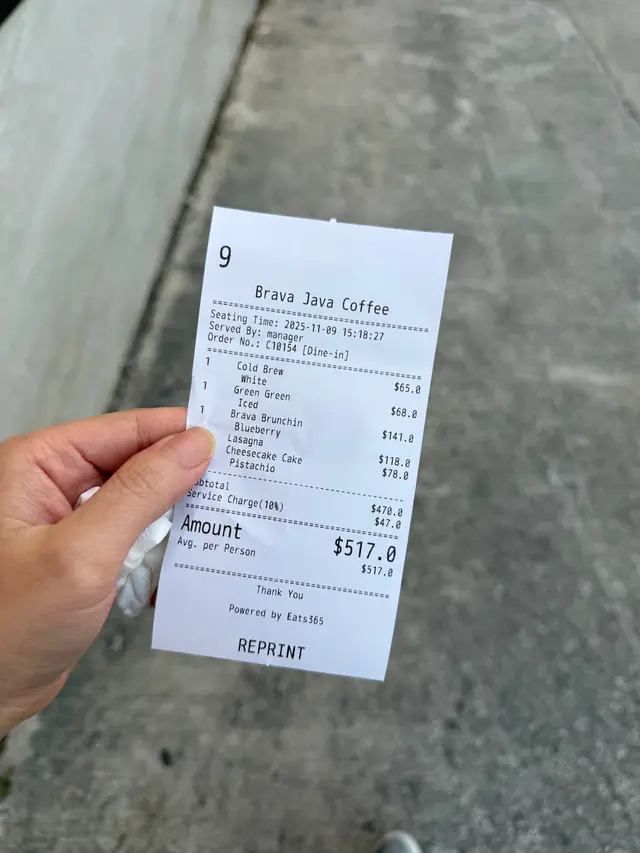 9
Brava Java Coffee
Seating Time: 2025-11-09 15:18:27
Served By: manager
Order No.: C10154 [Dine-in]
1 Cold Brew $65.0
White
1 Green Green $68.0
Iced
1 Brava Brunchin $141.0
Blueberry
Lasagna $118.0
Cheesecake Cake $78.0
Pistachio
btotal $470.0
Service Charge(10%) $47.0
Amount $517.0
Avg. per Person $517.0
Thank You
Powered by Eats365
REPRINT